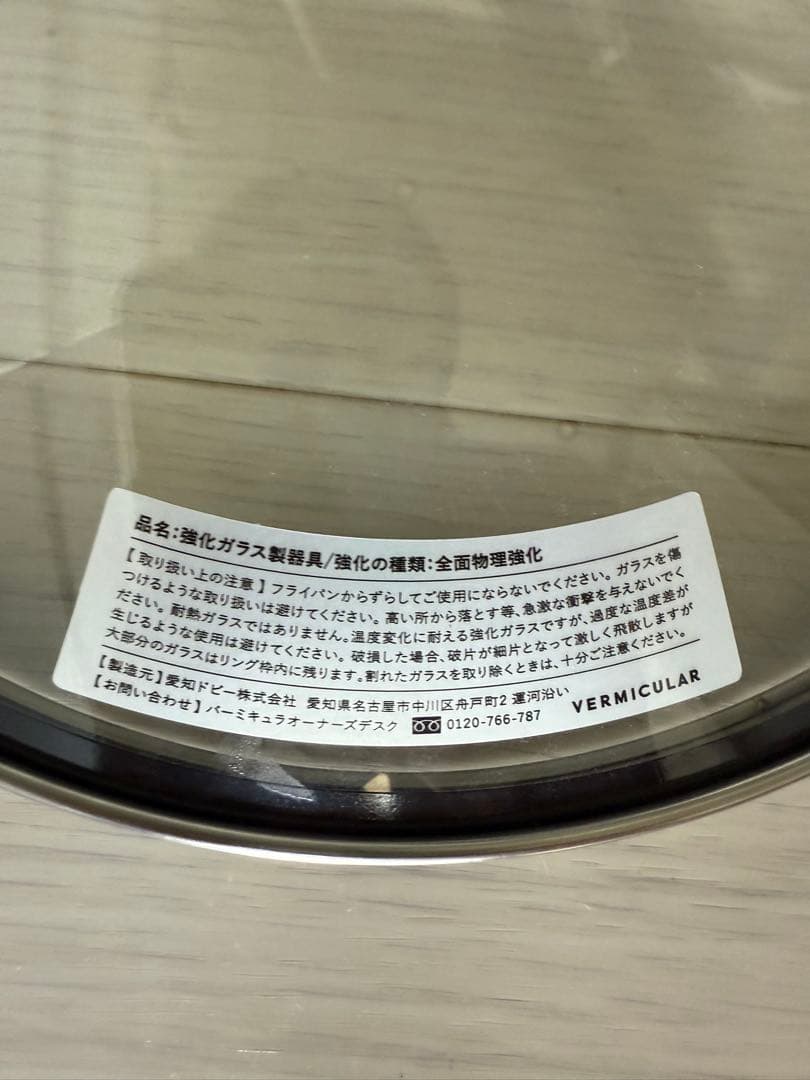 品名:強化ガラス製器具/強化の種類:全面物理強化
【取り扱い上の注意】フライパンからずらしてご使用にならないでください。ガラスを傷
つけるような取り扱いは避けてください。高い所から落とす等、急激な衝撃を与えないでく
ださい。耐熱ガラスではありません。温度変化に耐える強化ガラスですが、過度な温度差が
生じるような使用は避けてください。破損した場合、破片が細片となって激しく飛散しますが
大部分のガラスはリング枠内に残ります。割れたガラスを取り除くときは、十分ご注意ください。
【製造元】愛知ドビー株式会社 愛知県名古屋市中川区舟戸町2 運河沿い
【お問い合わせ】バーミキュラオーナーズデスク 0120-766-787
VERMICULAR